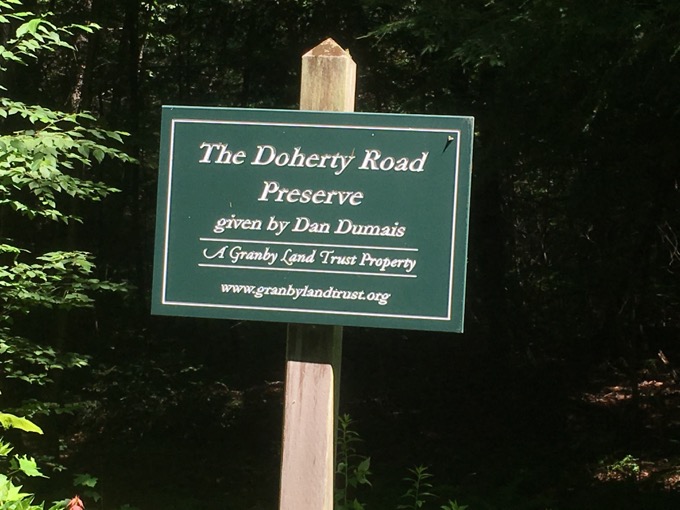 The Doherty Road
Preserve
given by Dan Dumais
A Granby Land Trust Property
www.granbylandtrust.org